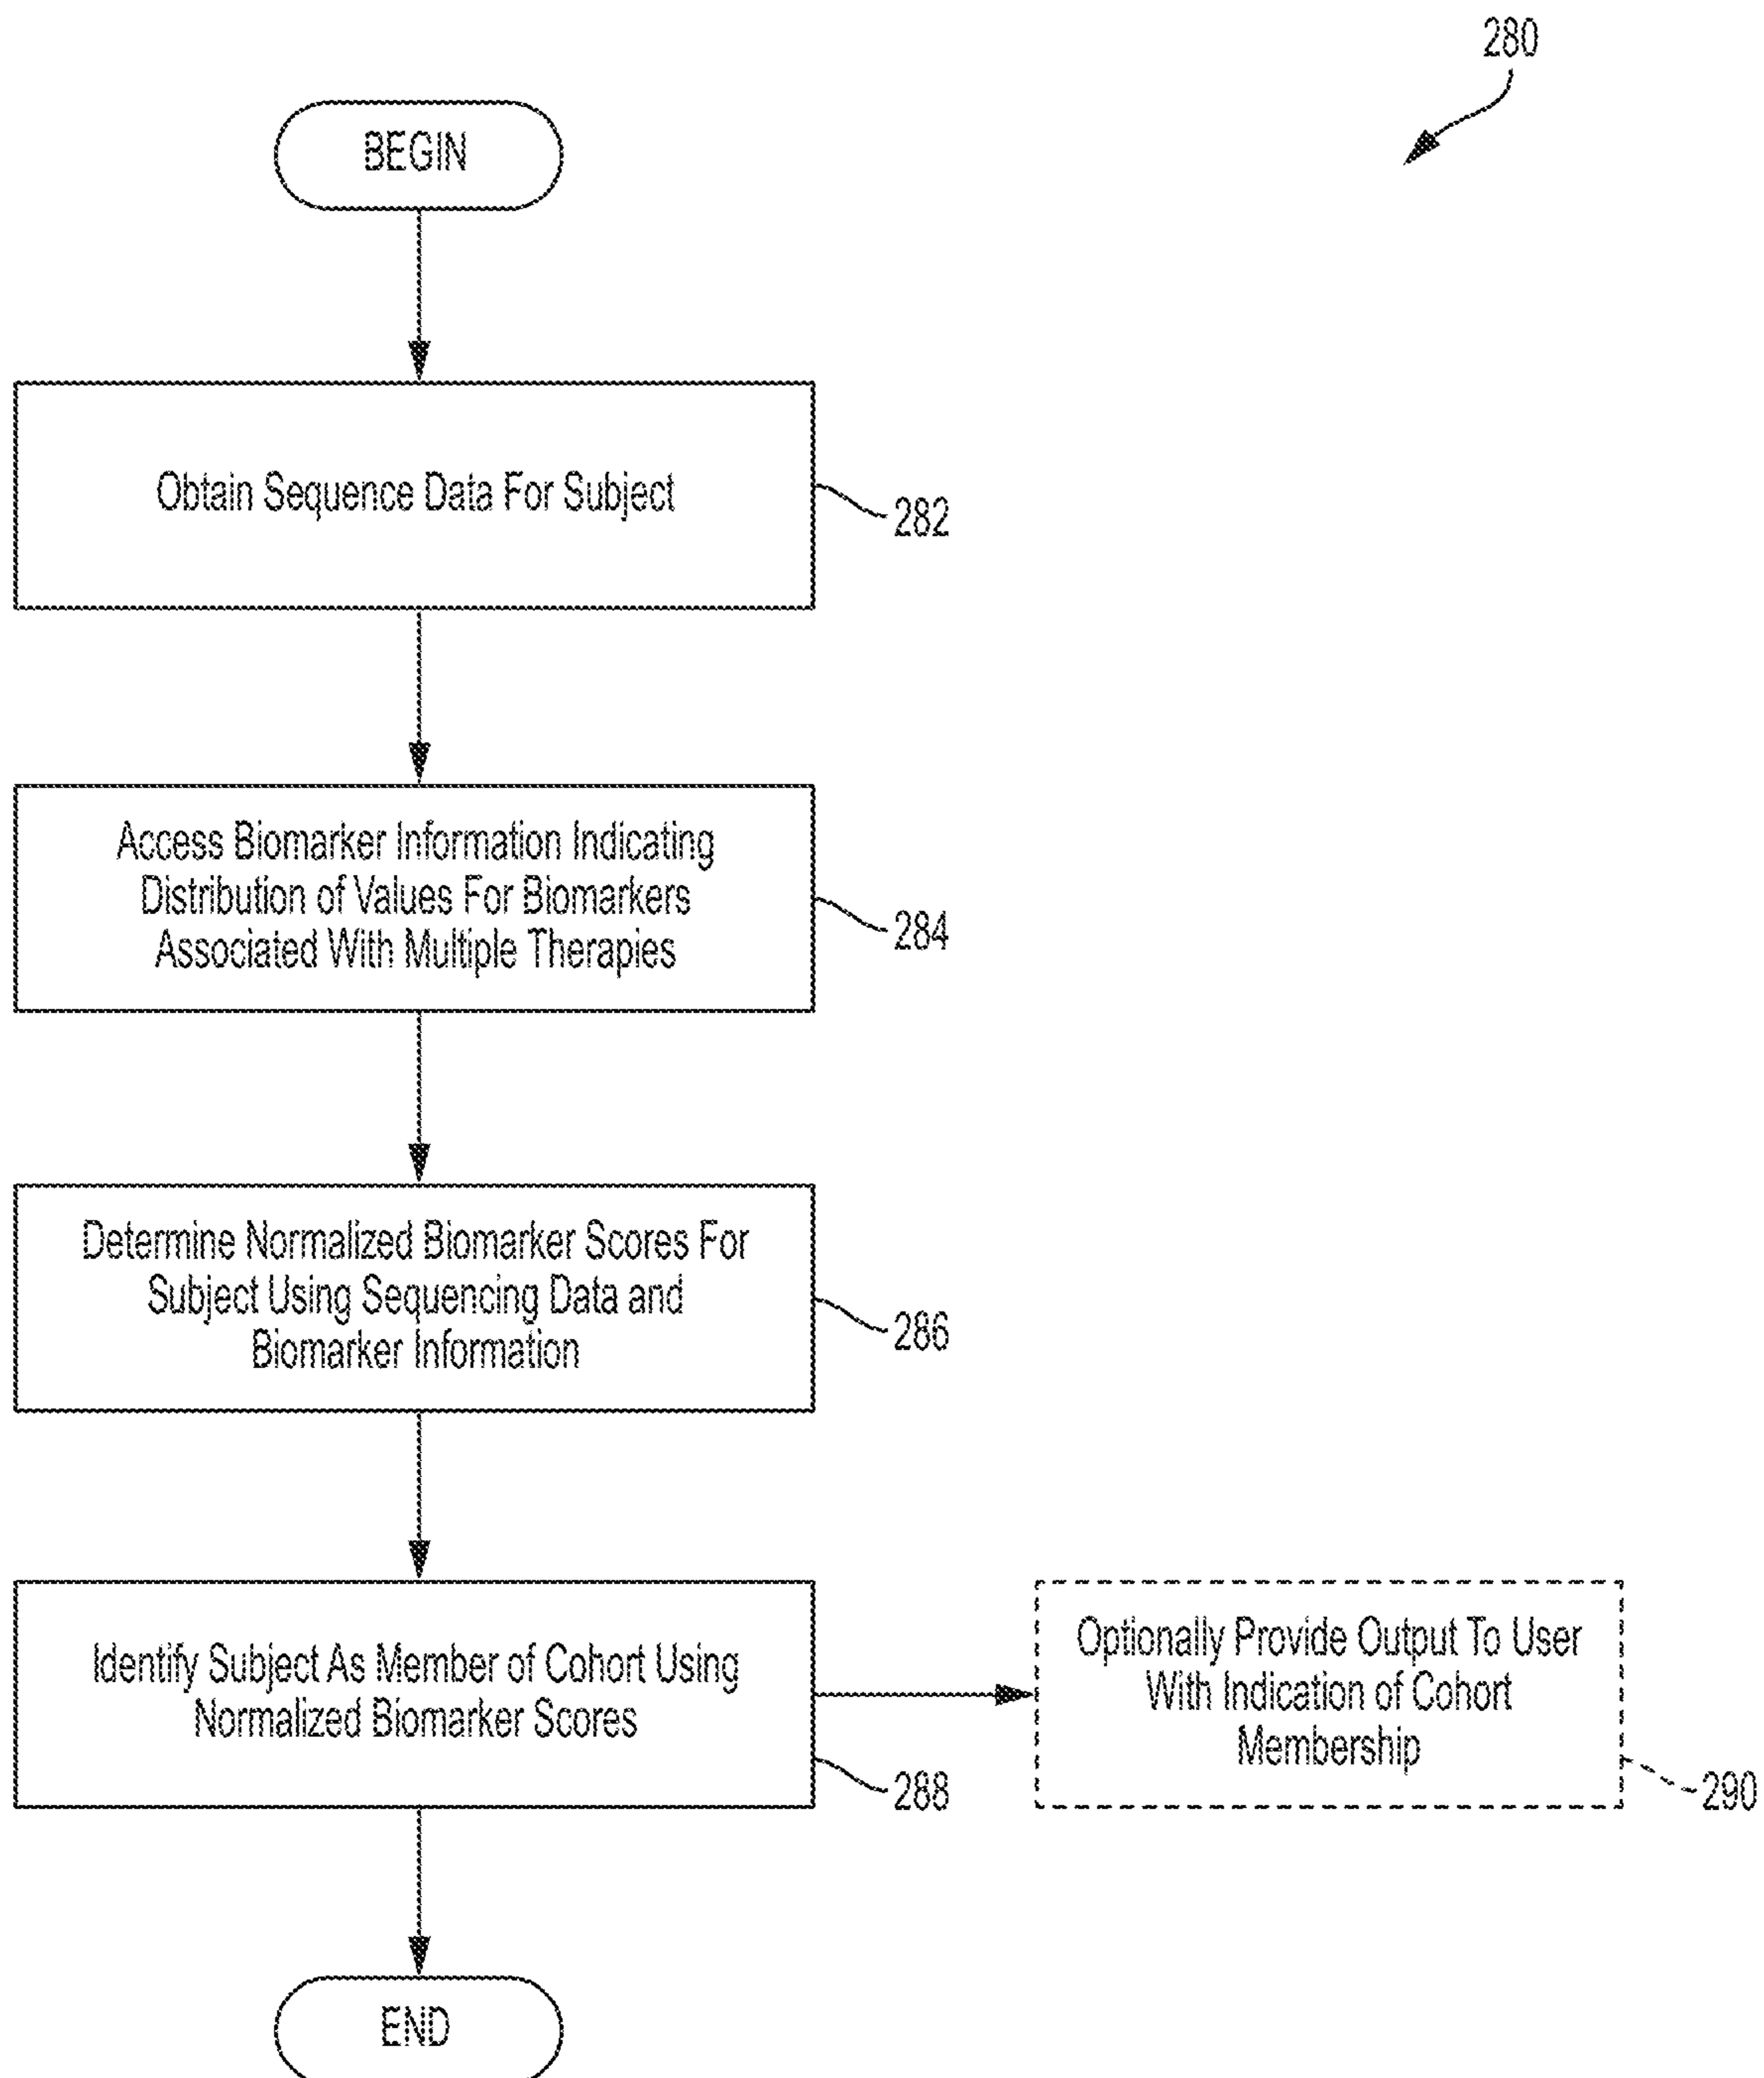 280
BEGIN
Obtain Sequence Data For Subject
282
Access Biomarker Information Indicating
Distribution of Values For Biomarkers
Associated With Multiple Therapies
284
Determine Normalized Biomarker Scores For
Subject Using Sequencing Data and
Biomarker Information
286
Identify Subject As Member of Cohort Using
Normalized Biomarker Scores
288
Optionally Provide Output To User
With Indication of Cohort
Membership
290
END